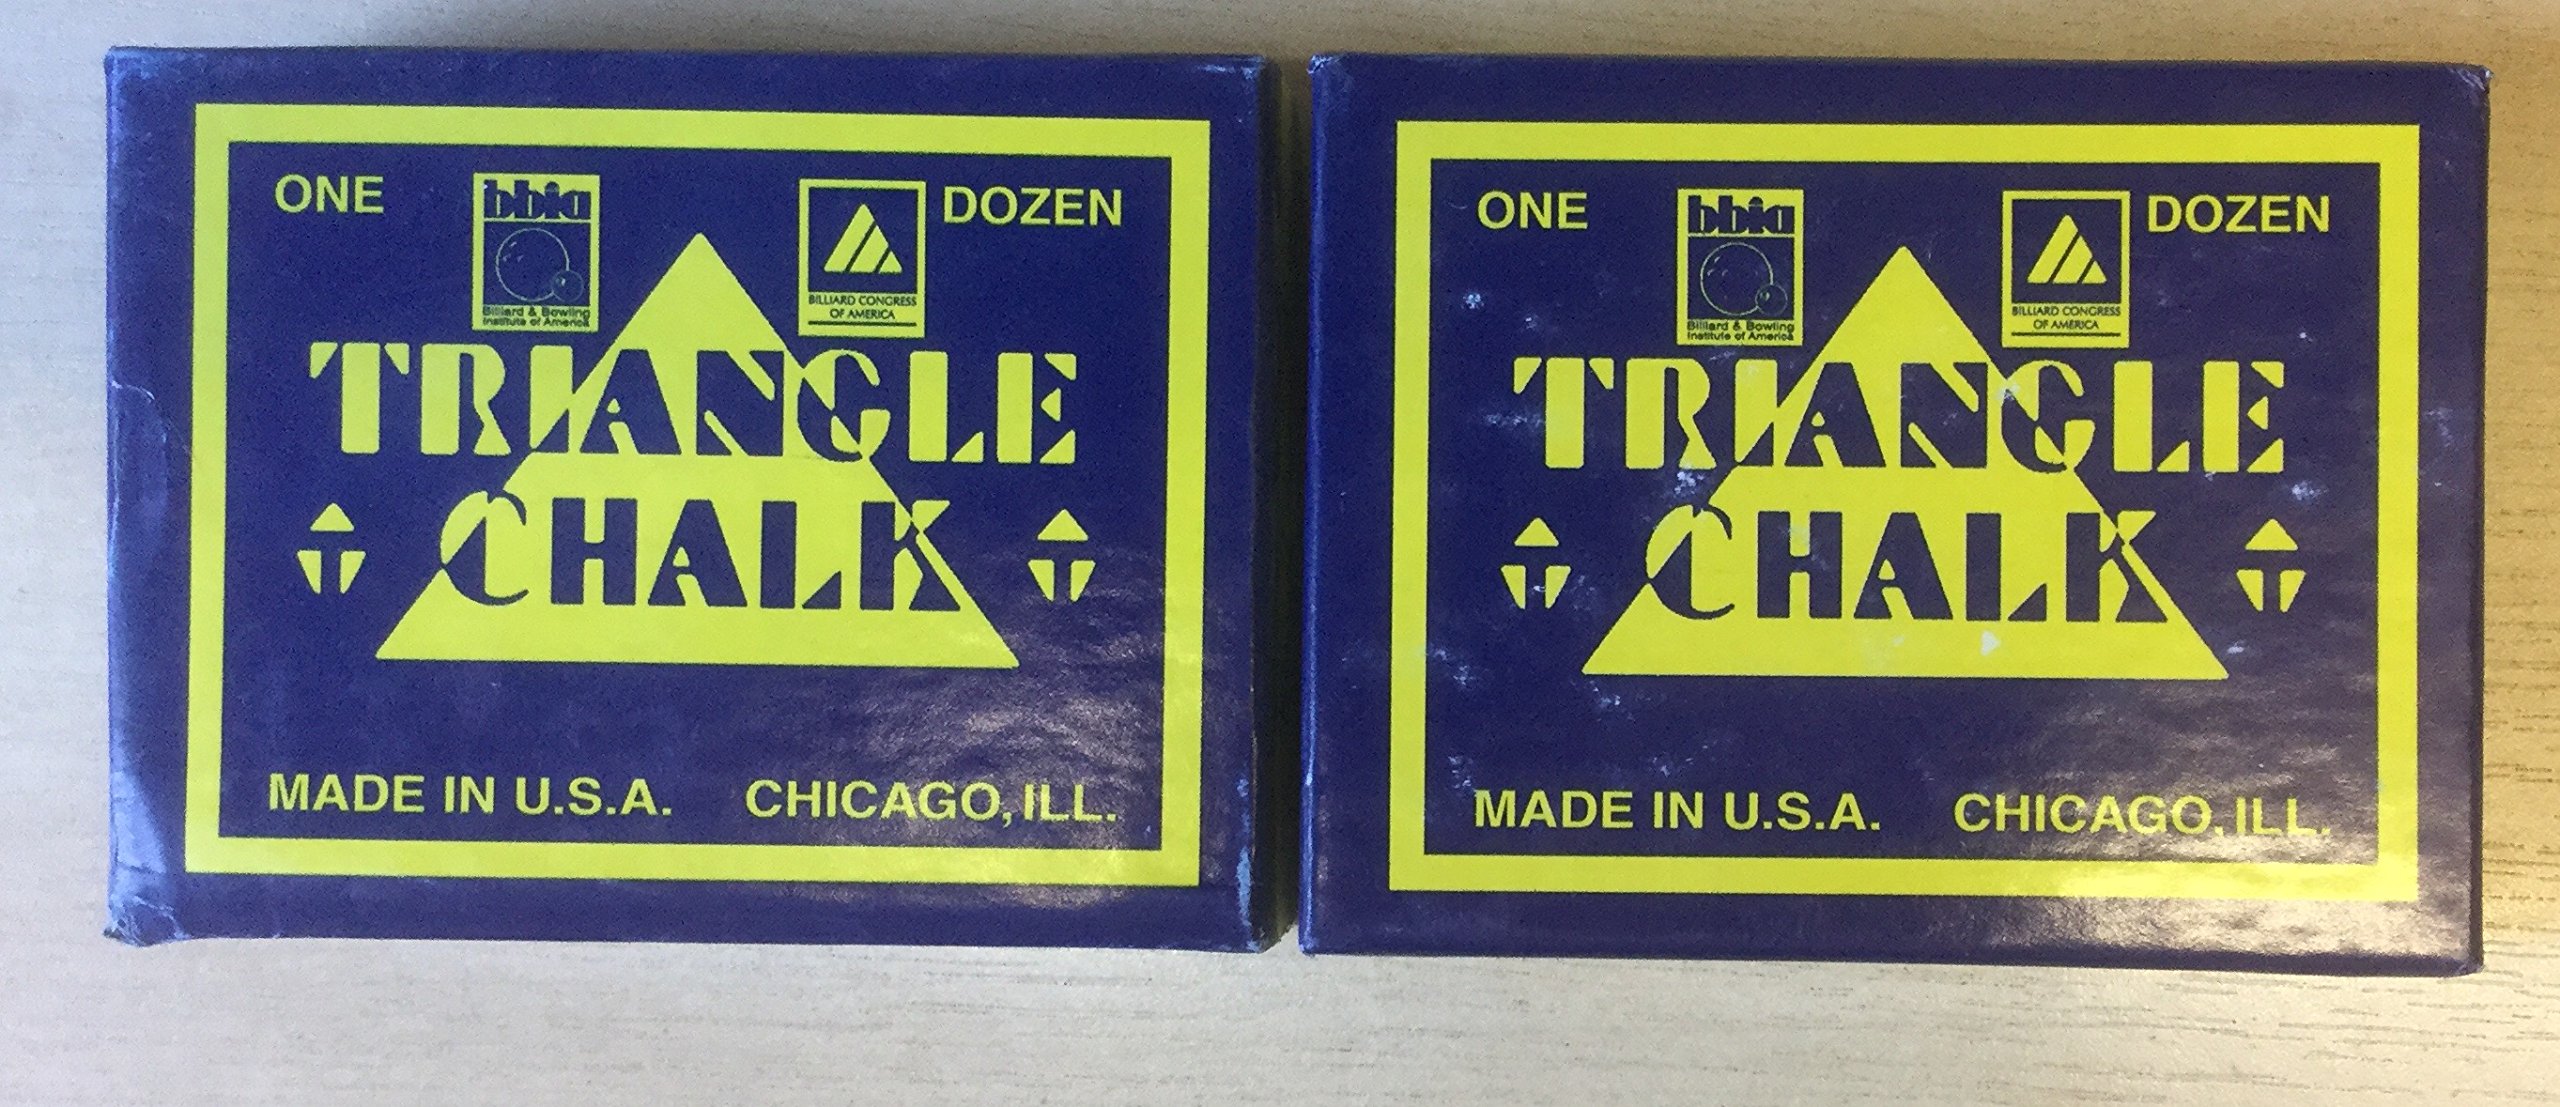 ONE DOZEN
bbia
Billiard & Bowling
Institute of America
BILLIARD CONGRESS
OF AMERICA
TRIANGLE
CHALK
T T
MADE IN U.S.A. CHICAGO, ILL.
ONE DOZEN
bbia
Billiard & Bowling
Institute of America
BILLIARD CONGRESS
OF AMERICA
TRIANGLE
CHALK
T T
MADE IN U.S.A. CHICAGO, ILL.